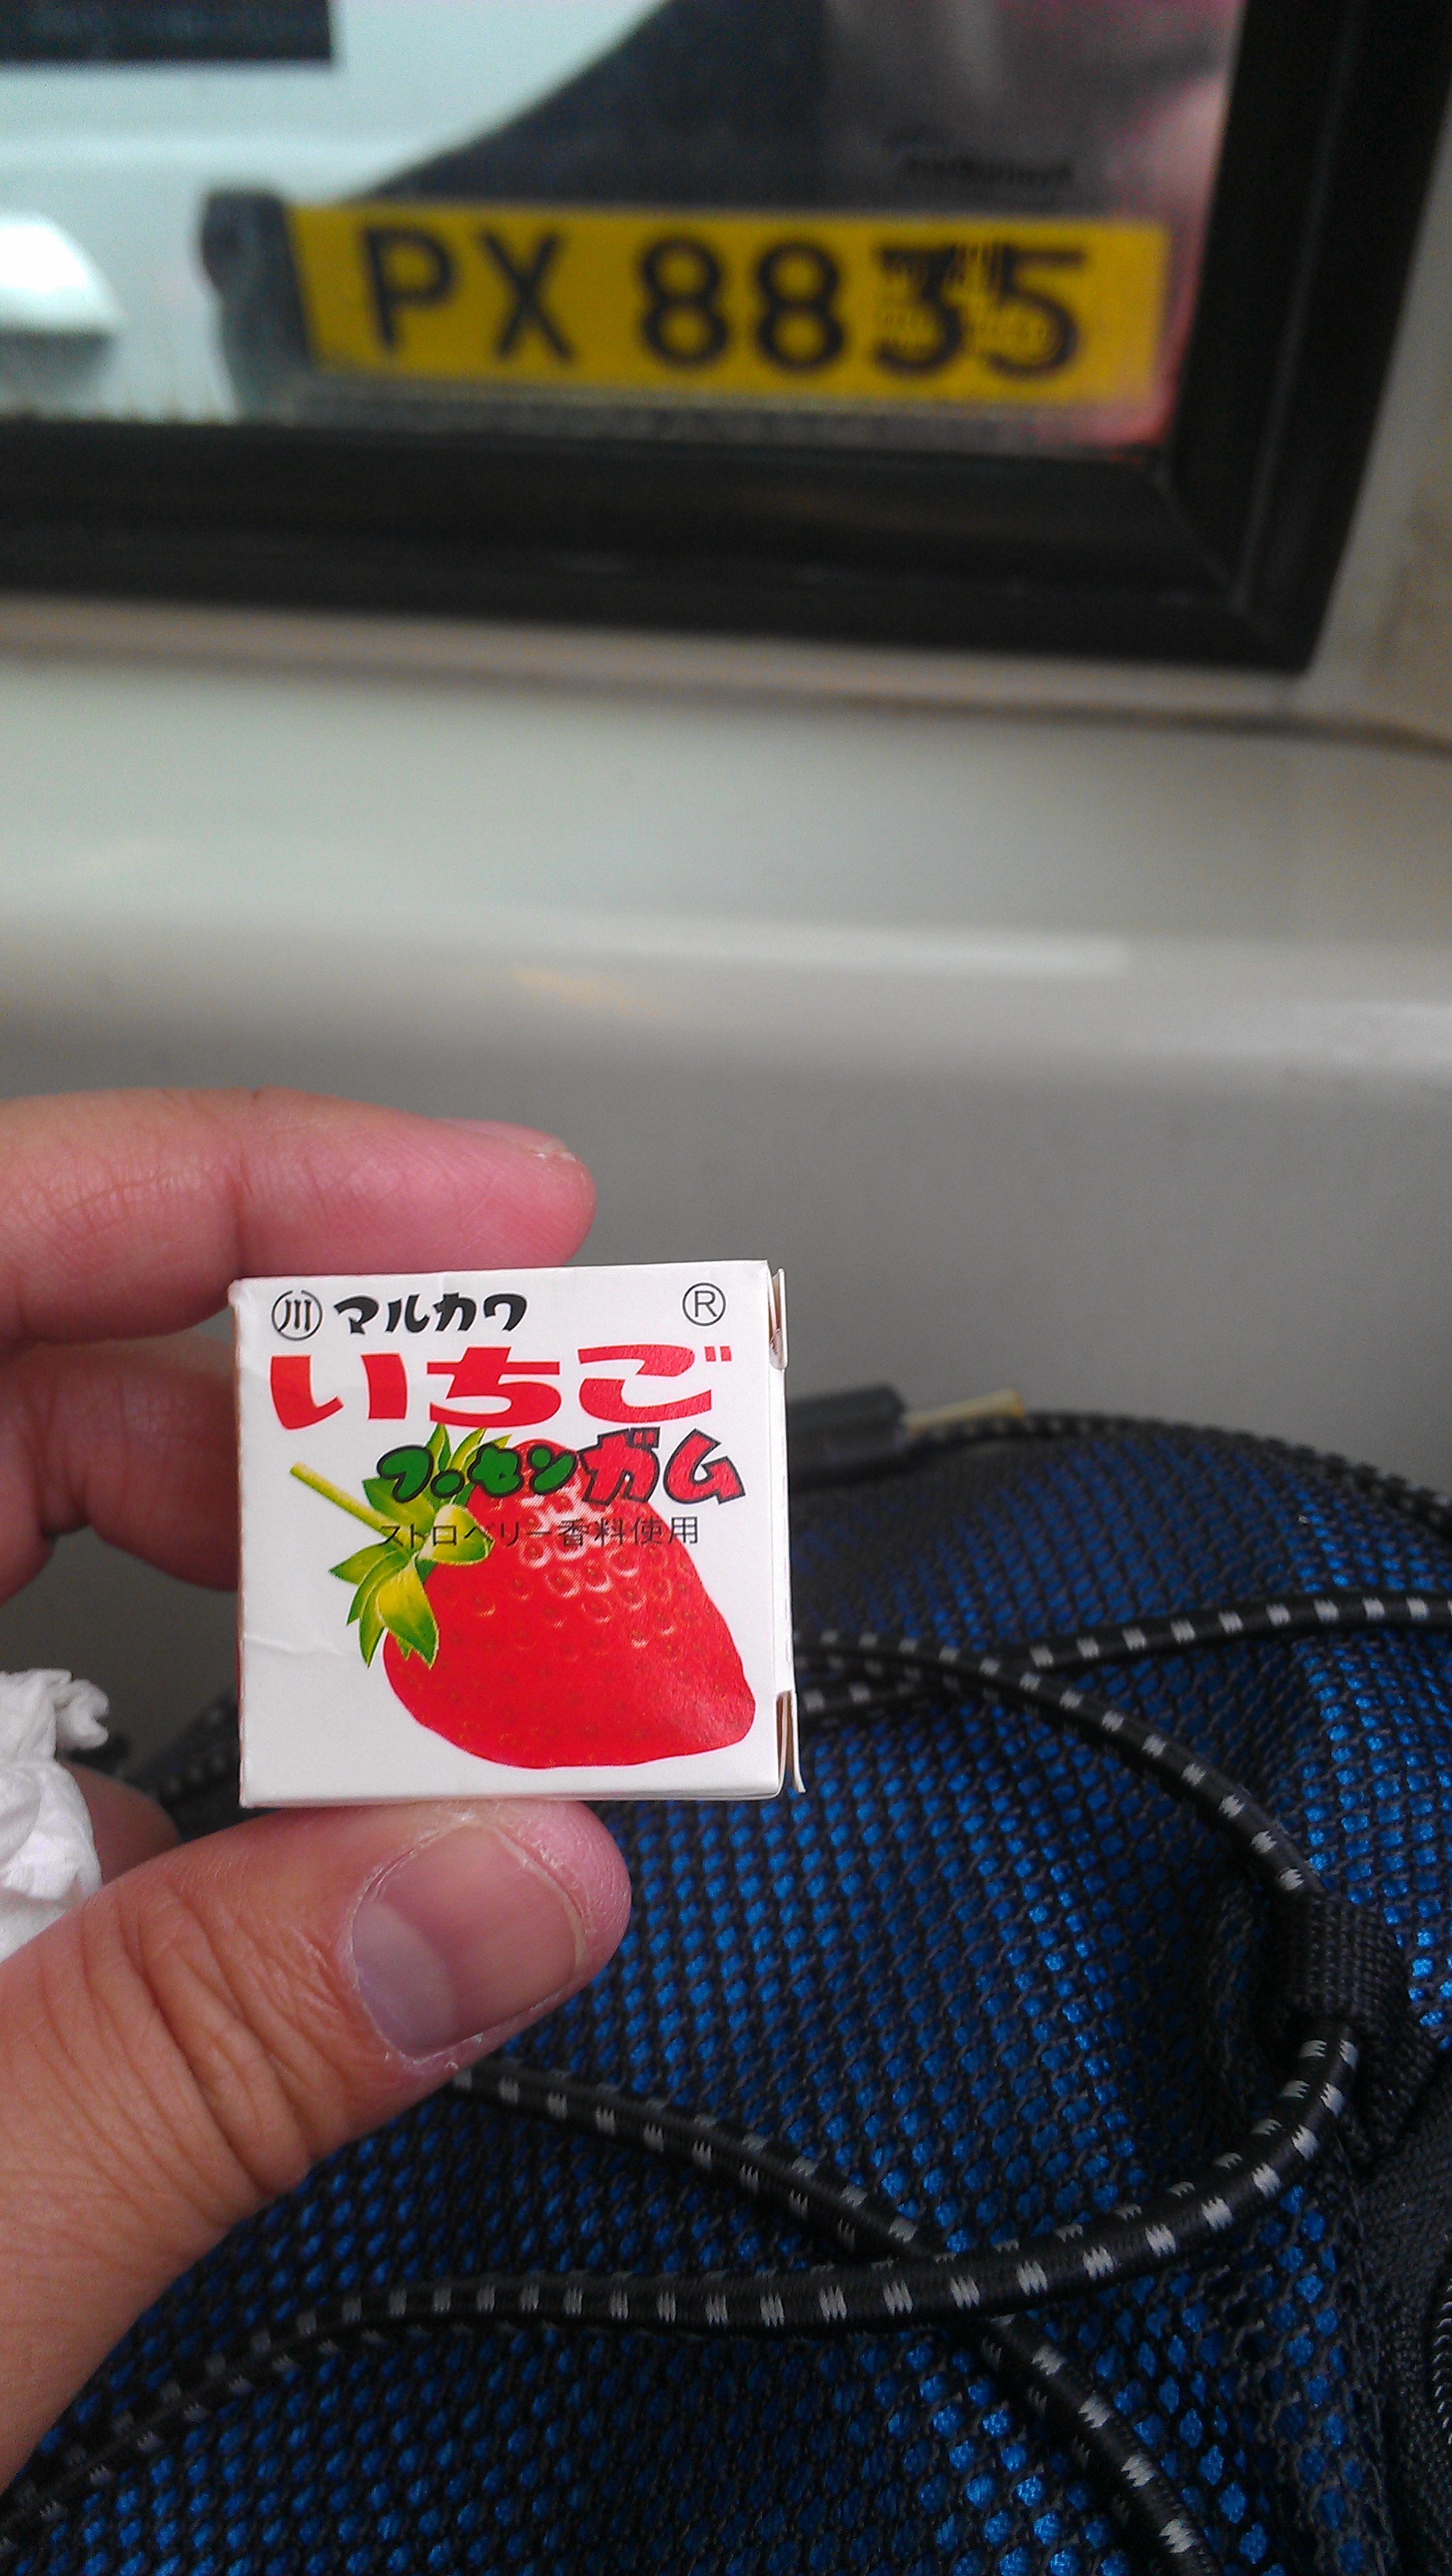 PX 8835
川 マルカワ ®
いちご
フーセンガム
ストロベリー香料使用